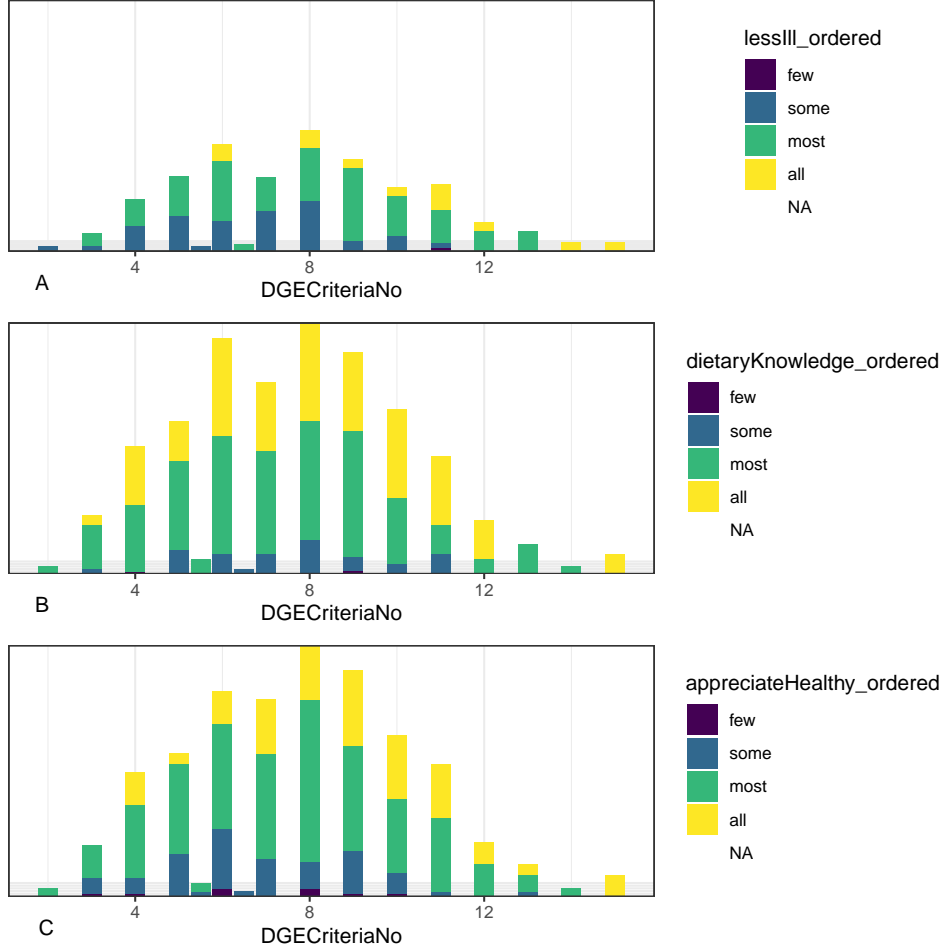 lessIll_ordered
few
some
most
all
NA
4 8 12
DGECriteriaNo
A
dietaryKnowledge_ordered
few
some
most
all
NA
4 8 12
DGECriteriaNo
B
appreciateHealthy_ordered
few
some
most
all
NA
4 8 12
DGECriteriaNo
C